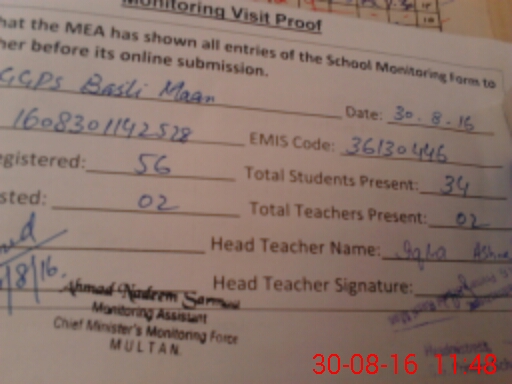 Monitoring Visit Proof
hat the MEA has shown all entries of the School Monitoring Form to
her before its online submission.
GGPS Basti Maan
Date: 30.8.16
1608301142528 EMIS Code: 36130446
egistered: 56 Total Students Present: 34
sted: 02 Total Teachers Present: 02
Head Teacher Name: Iqba Ashra
/8/16. Head Teacher Signature:
Ahmad Nadeem
Monitoring Assistant
Chief Minister's Monitoring Force
MULTAN.
30-08-16 11:48